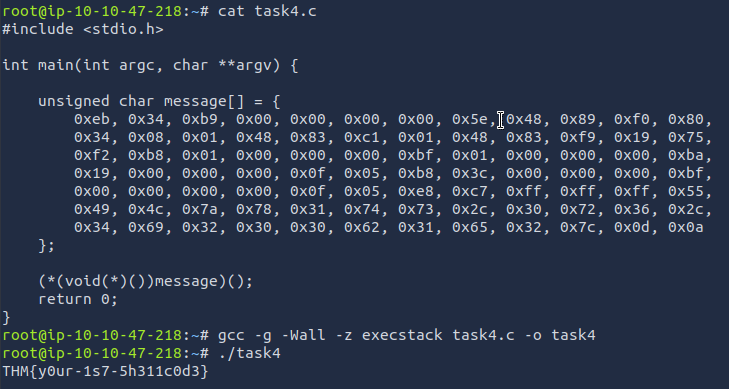 root@ip-10-10-47-218:~# cat task4.c
#include <stdio.h>
int main(int argc, char **argv) {
unsigned char message[] = {
0xeb, 0x34, 0xb9, 0x00, 0x00, 0x00, 0x00, 0x5e, 0x48, 0x89, 0xf0, 0x80,
0x34, 0x08, 0x01, 0x48, 0x83, 0xc1, 0x01, 0x48, 0x83, 0xf9, 0x19, 0x75,
0xf2, 0xb8, 0x01, 0x00, 0x00, 0x00, 0xbf, 0x01, 0x00, 0x00, 0x00, 0xba,
0x19, 0x00, 0x00, 0x00, 0x0f, 0x05, 0xb8, 0x3c, 0x00, 0x00, 0x00, 0xbf,
0x00, 0x00, 0x00, 0x00, 0x0f, 0x05, 0xe8, 0xc7, 0xff, 0xff, 0xff, 0x55,
0x49, 0x4c, 0x7a, 0x78, 0x31, 0x74, 0x73, 0x2c, 0x30, 0x72, 0x36, 0x2c,
0x34, 0x69, 0x32, 0x30, 0x30, 0x62, 0x31, 0x65, 0x32, 0x7c, 0x0d, 0x0a
};
(*(void(*)())message)();
return 0;
}
root@ip-10-10-47-218:~# gcc -g -Wall -z execstack task4.c -o task4
root@ip-10-10-47-218:~# ./task4
THM{y0ur-1s7-5h311c0d3}